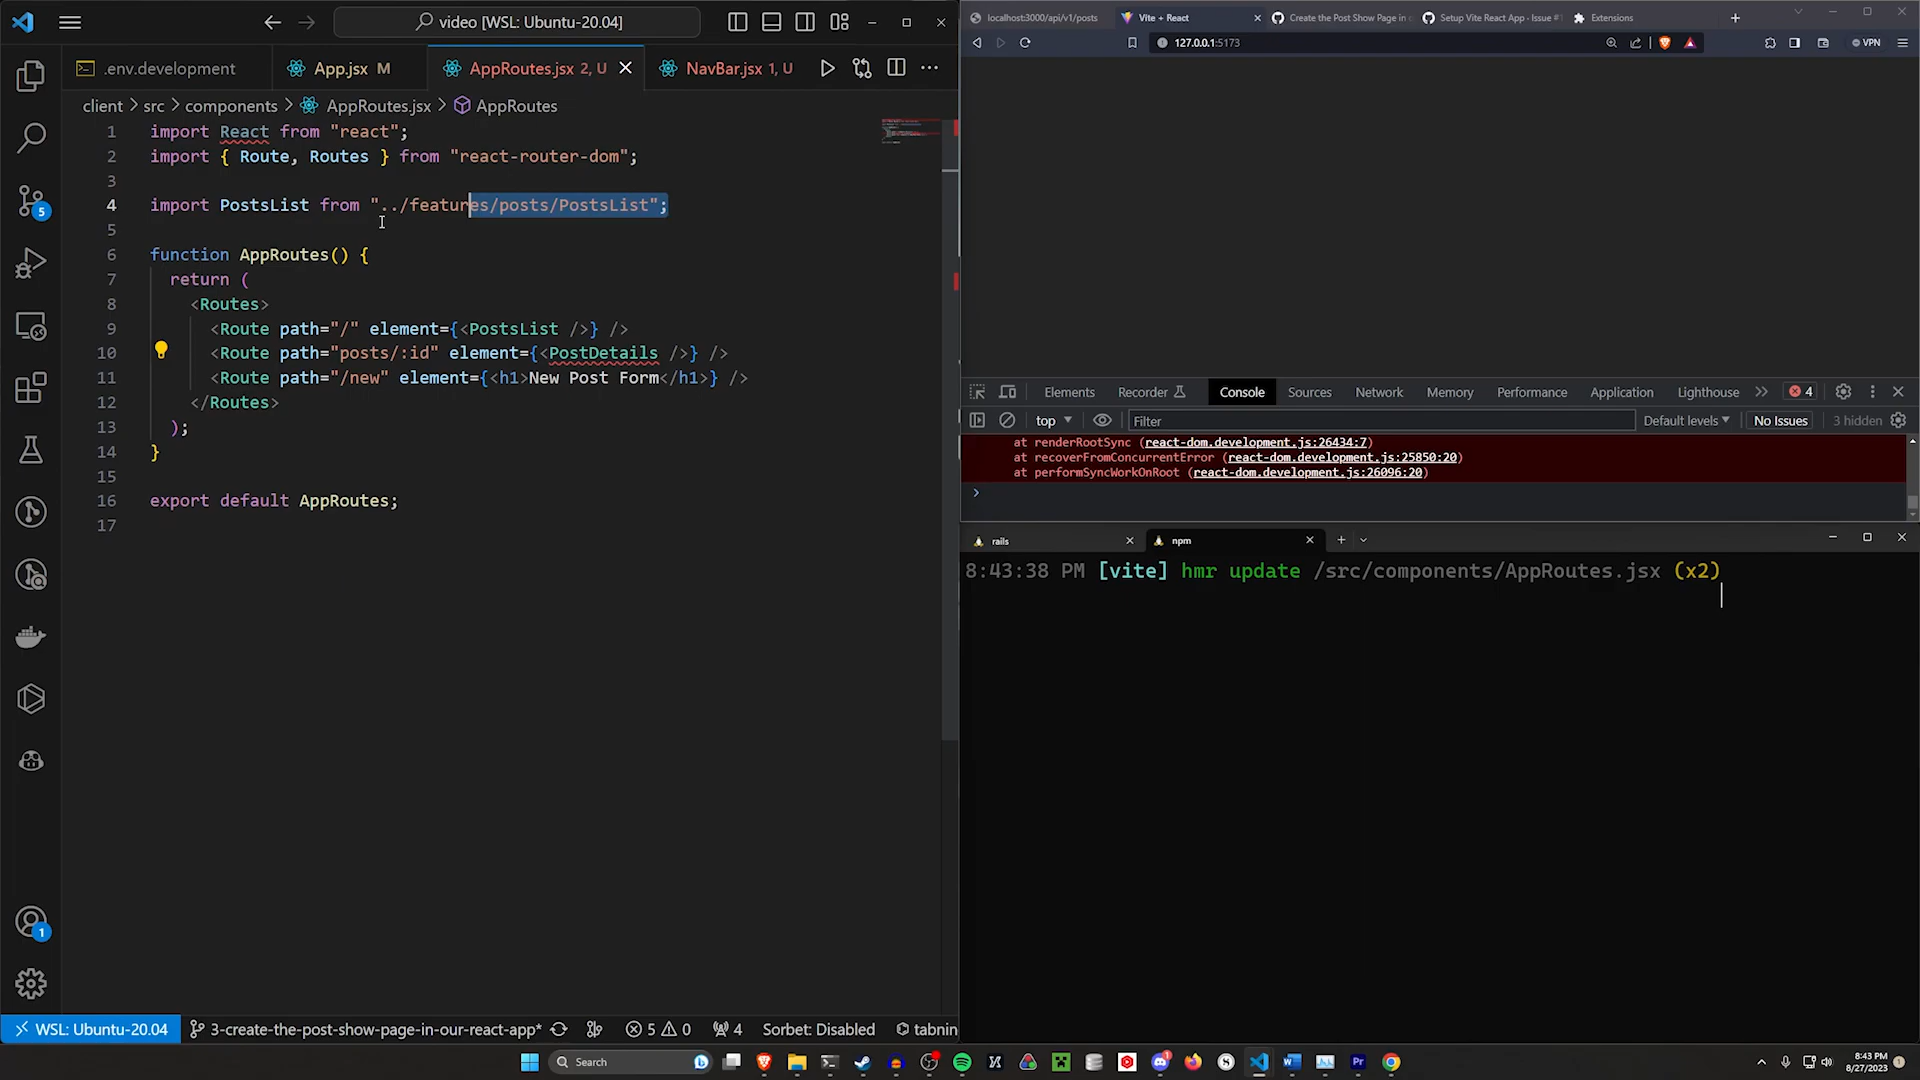 video [WSL: Ubuntu-20.04]
.env.development
App.jsx M
AppRoutes.jsx 2, U
NavBar.jsx 1, U
client > src > components > AppRoutes.jsx > AppRoutes
1 import React from "react";
2 import { Route, Routes } from "react-router-dom";
3
4 import PostsList from "../features/posts/PostsList";
5
6 function AppRoutes() {
7 return (
8 <Routes>
9 <Route path="/" element={<PostsList />} />
10 <Route path="posts/:id" element={<PostDetails />} />
11 <Route path="/new" element={<h1>New Post Form</h1>} />
12 </Routes>
13 );
14 }
15
16 export default AppRoutes;
17
5
1
WSL: Ubuntu-20.04
3-create-the-post-show-page-in-our-react-app*
5 0
4
Sorbet: Disabled
tabnin
localhost:3000/api/v1/posts
Vite + React
Create the Post Show Page in o
Setup Vite React App · Issue #1
Extensions
127.0.0.1:5173
VPN
Elements
Recorder
Console
Sources
Network
Memory
Performance
Application
Lighthouse
4
top
Filter
Default levels
No Issues
3 hidden
at renderRootSync (react-dom.development.js:26434:7)
at recoverFromConcurrentError (react-dom.development.js:25850:20)
at performSyncWorkOnRoot (react-dom.development.js:26096:20)
>
rails
npm
8:43:38 PM [vite] hmr update /src/components/AppRoutes.jsx (x2)
Search
8:43 PM
8/27/2023